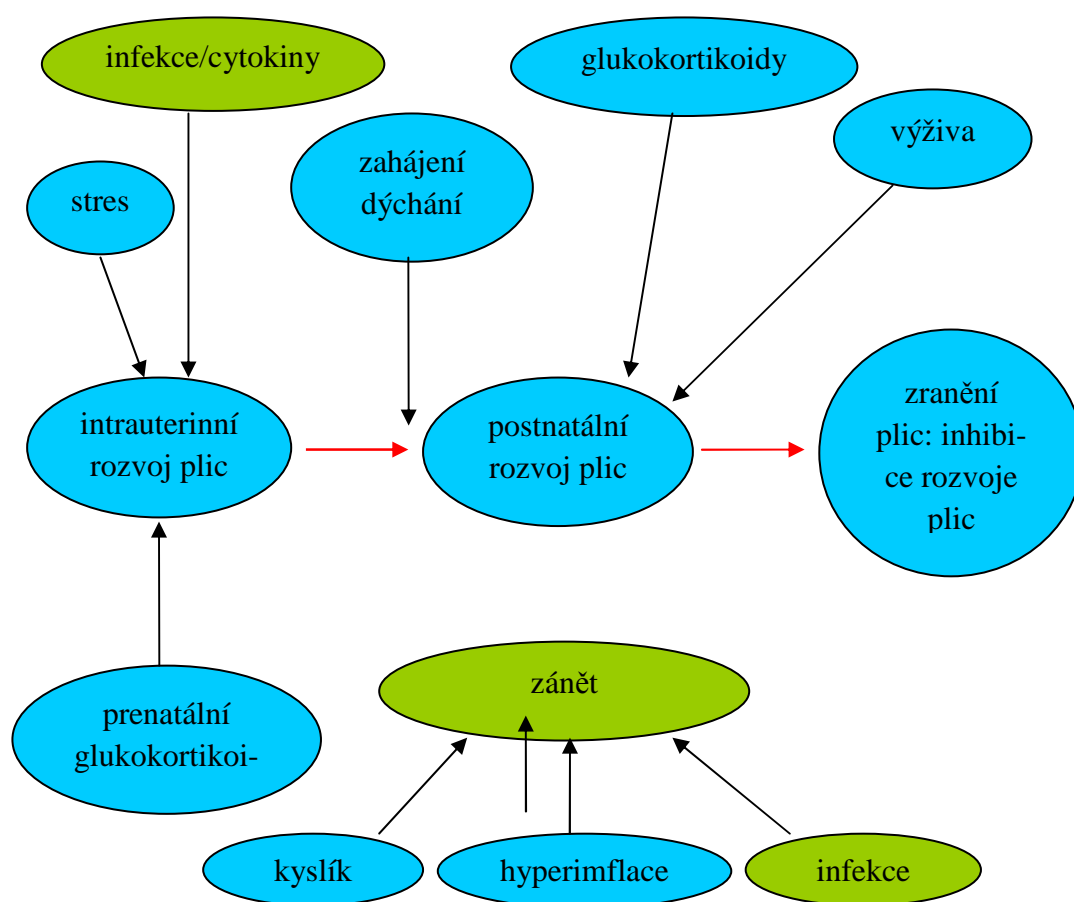 infekce/cytokiny
glukokortikoidy
výživa
zahájení
dýchání
stres
intrauterinní
rozvoj plic
postnatální
rozvoj plic
zranění
plic: inhibi-
ce rozvoje
plic
prenatální
glukokortikoi-
zánět
kyslík
hyperimflace
infekce